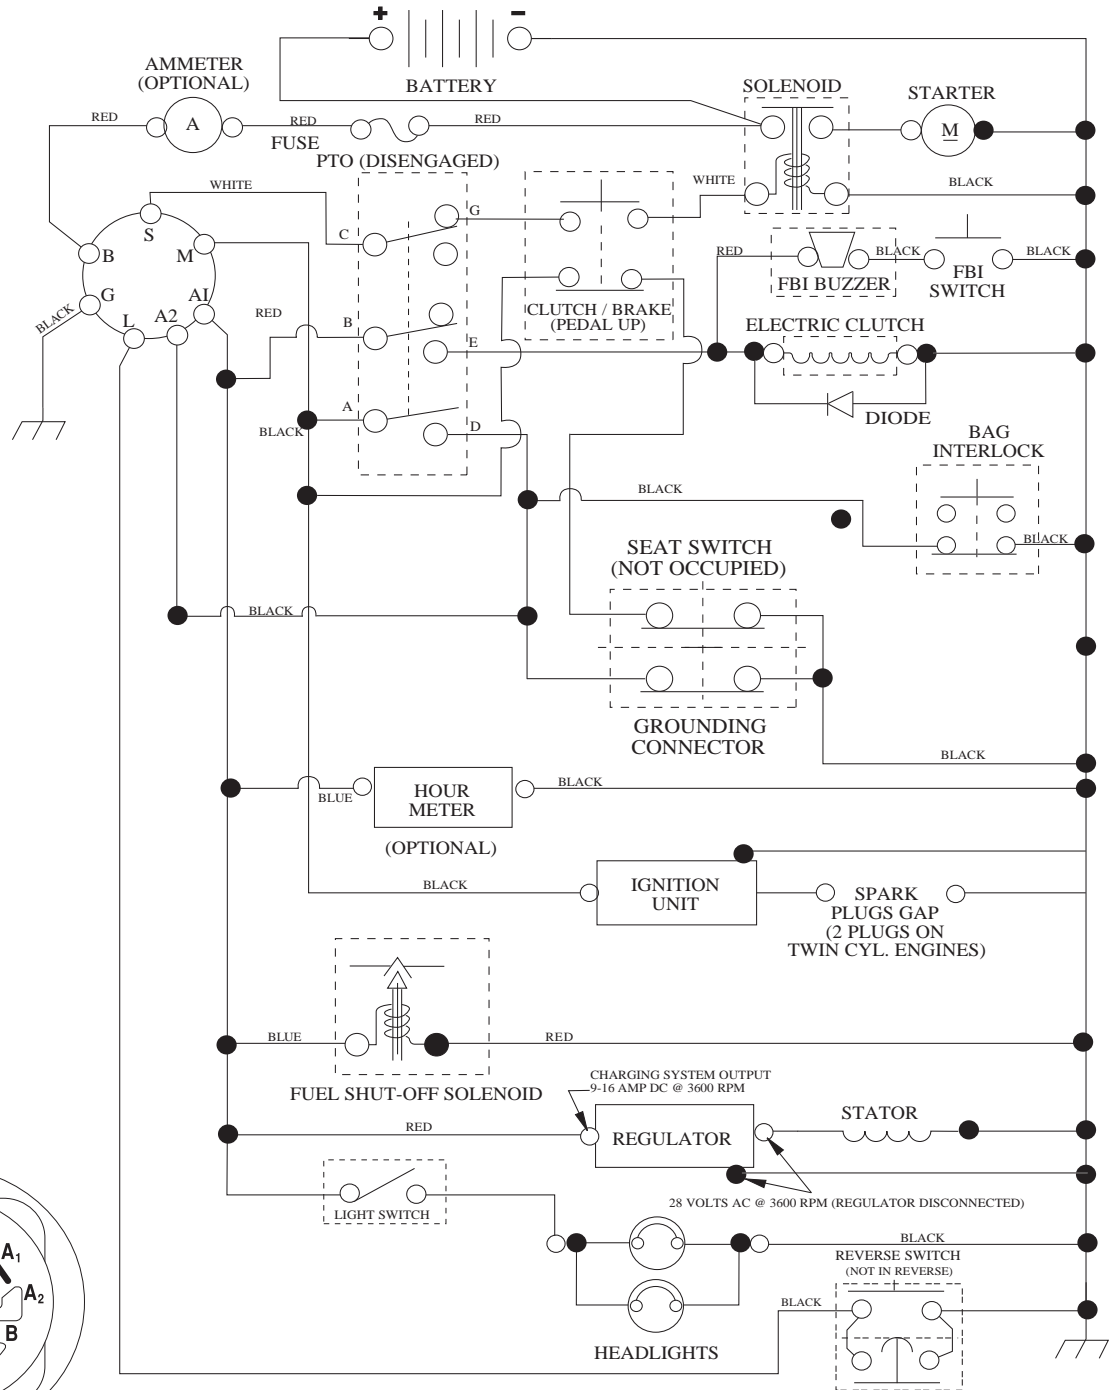 + −
BATTERY
AMMETER
(OPTIONAL)
SOLENOID
STARTER
RED
A
RED
FUSE
RED
M
PTO (DISENGAGED)
WHITE
S
B
M
G
AI
L
A2
BLACK
C
G
WHITE
BLACK
RED
B
E
A
D
BLACK
CLUTCH / BRAKE
(PEDAL UP)
RED
BLACK
BLACK
FBI BUZZER
FBI
SWITCH
ELECTRIC CLUTCH
DIODE
BAG
INTERLOCK
BLACK
BLACK
SEAT SWITCH
(NOT OCCUPIED)
BLACK
GROUNDING
CONNECTOR
BLACK
BLUE
HOUR
METER
BLACK
(OPTIONAL)
BLACK
IGNITION
UNIT
SPARK
PLUGS GAP
(2 PLUGS ON
TWIN CYL. ENGINES)
BLUE
RED
FUEL SHUT-OFF SOLENOID
CHARGING SYSTEM OUTPUT
9-16 AMP DC @ 3600 RPM
RED
REGULATOR
STATOR
28 VOLTS AC @ 3600 RPM (REGULATOR DISCONNECTED)
LIGHT SWITCH
BLACK
REVERSE SWITCH
(NOT IN REVERSE)
BLACK
HEADLIGHTS
A1
A2
B